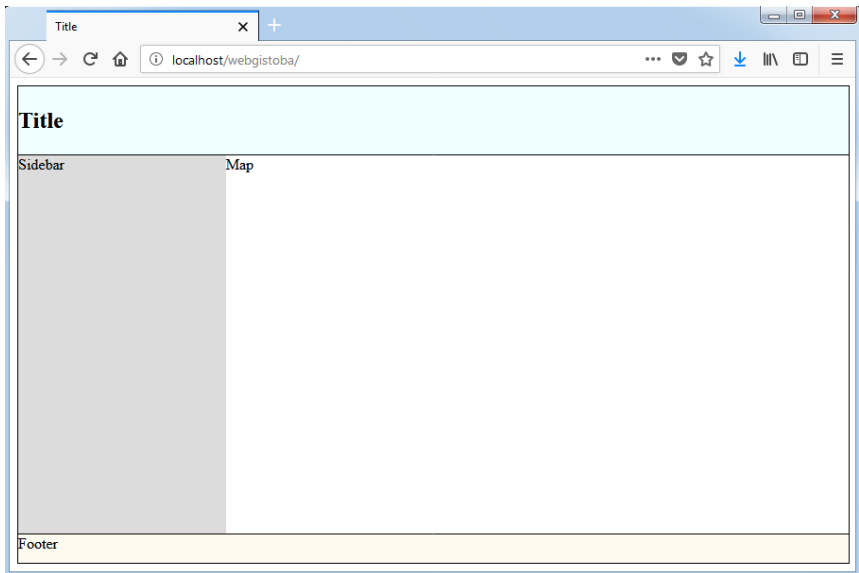 Title
localhost/webgistoba/
Title
Sidebar
Map
Footer